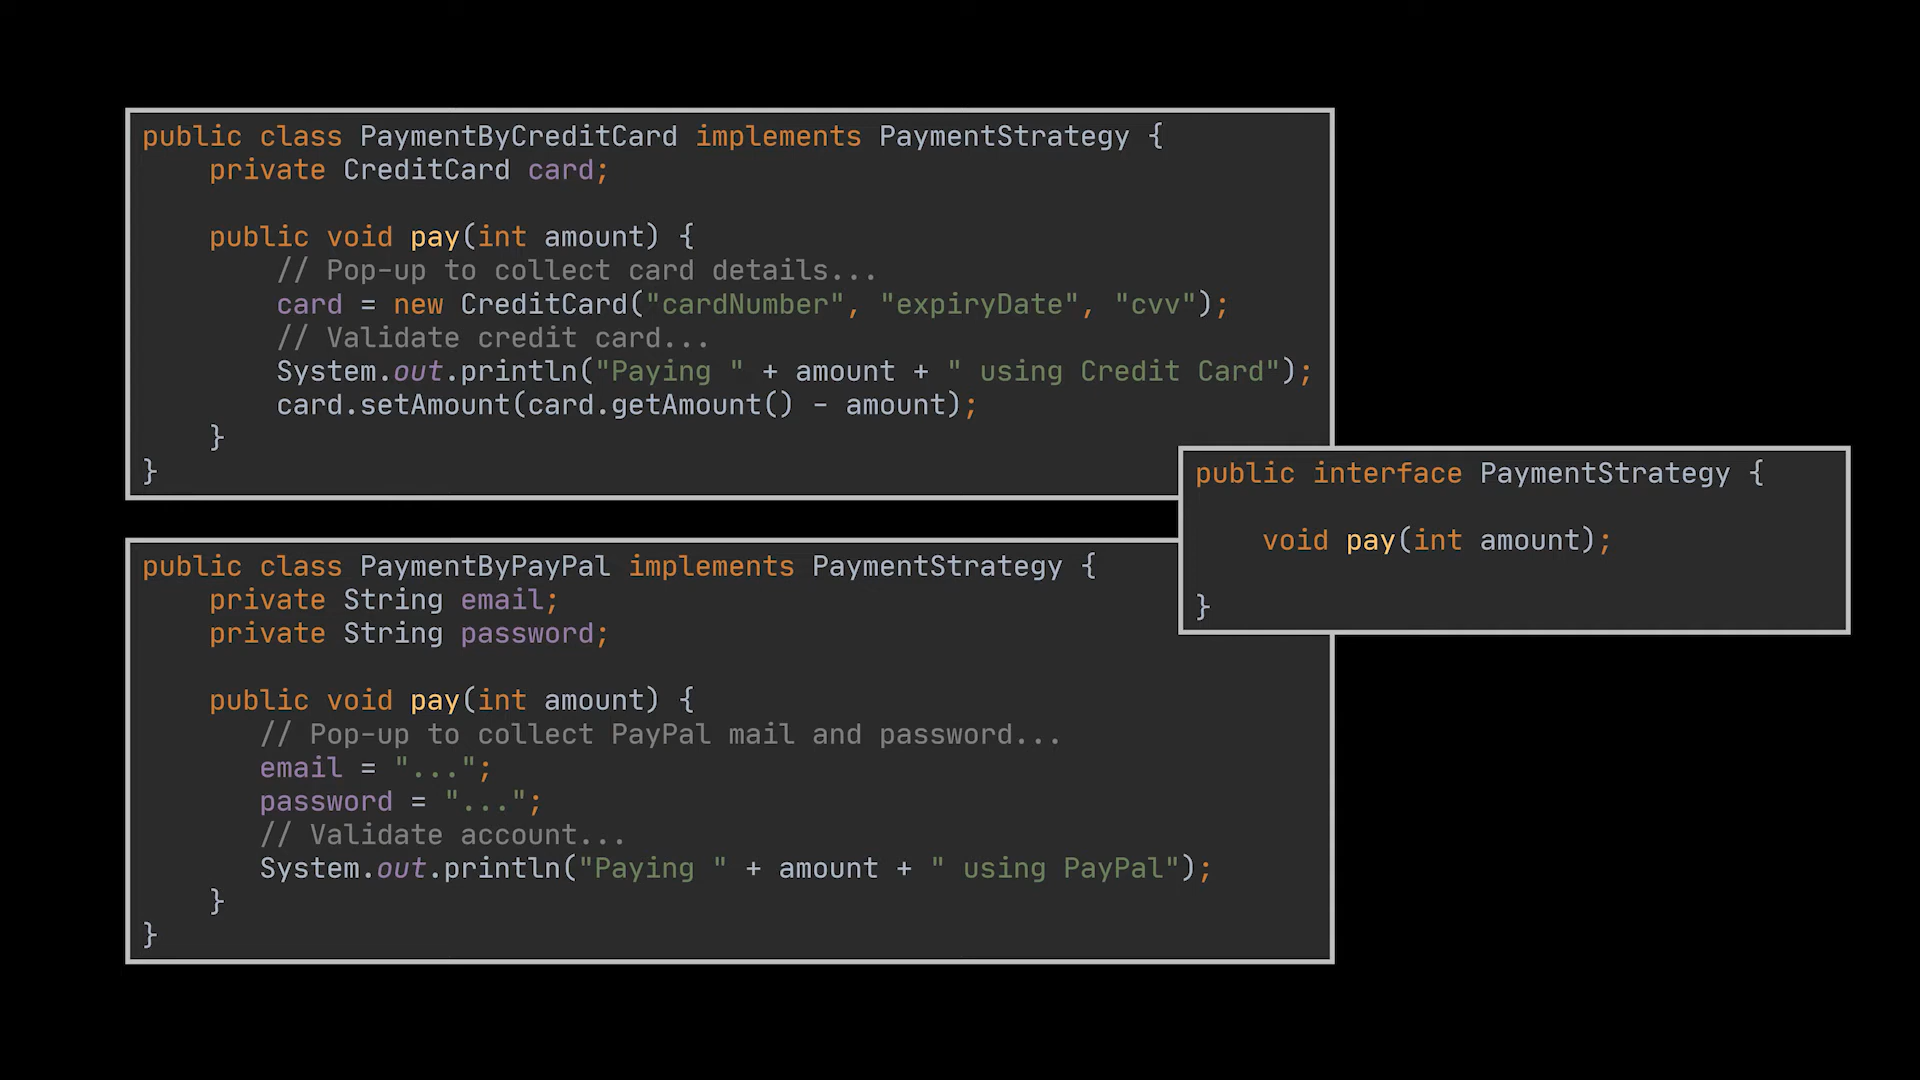 public class PaymentByCreditCard implements PaymentStrategy {
    private CreditCard card;

    public void pay(int amount) {
        // Pop-up to collect card details...
        card = new CreditCard("cardNumber", "expiryDate", "cvv");
        // Validate credit card...
        System.out.println("Paying " + amount + " using Credit Card");
        card.setAmount(card.getAmount() - amount);
    }
}
public interface PaymentStrategy {

    void pay(int amount);

}
public class PaymentByPayPal implements PaymentStrategy {
    private String email;
    private String password;

    public void pay(int amount) {
       // Pop-up to collect PayPal mail and password...
       email = "...";
       password = "...";
       // Validate account...
       System.out.println("Paying " + amount + " using PayPal");
    }
}